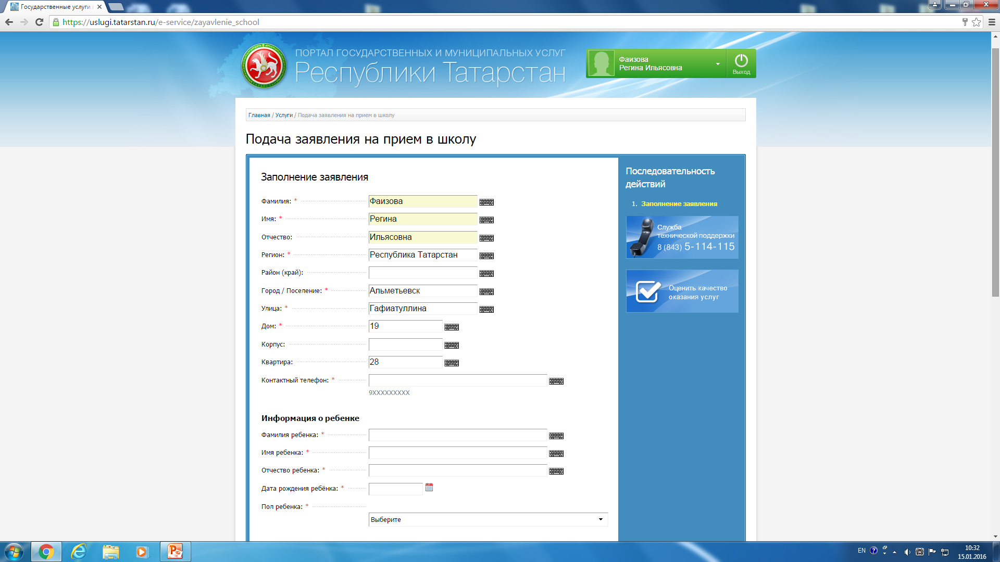 Государственные услуги
https://uslugi.tatarstan.ru/e-service/zayavlenie_school
ПОРТАЛ ГОСУДАРСТВЕННЫХ И МУНИЦИПАЛЬНЫХ УСЛУГ
Республики Татарстан
Фаизова
Регина Ильясовна
Выход
Главная / Услуги / Подача заявления на прием в школу
Подача заявления на прием в школу
Заполнение заявления
Фамилия: * Фаизова
Имя: * Регина
Отчество: Ильясовна
Регион: * Республика Татарстан
Район (край):
Город / Поселение: * Альметьевск
Улица: * Гафиатуллина
Дом: * 19
Корпус:
Квартира: 28
Контактный телефон: *
9XXXXXXXXX
Информация о ребенке
Фамилия ребенка: *
Имя ребенка: *
Отчество ребенка: *
Дата рождения ребёнка: *
Пол ребенка: *
Выберите
Последовательность
действий
1. Заполнение заявления
Служба
технической поддержки
8 (843) 5-114-115
Оценить качество
оказания услуг
EN
10:32
15.01.2016